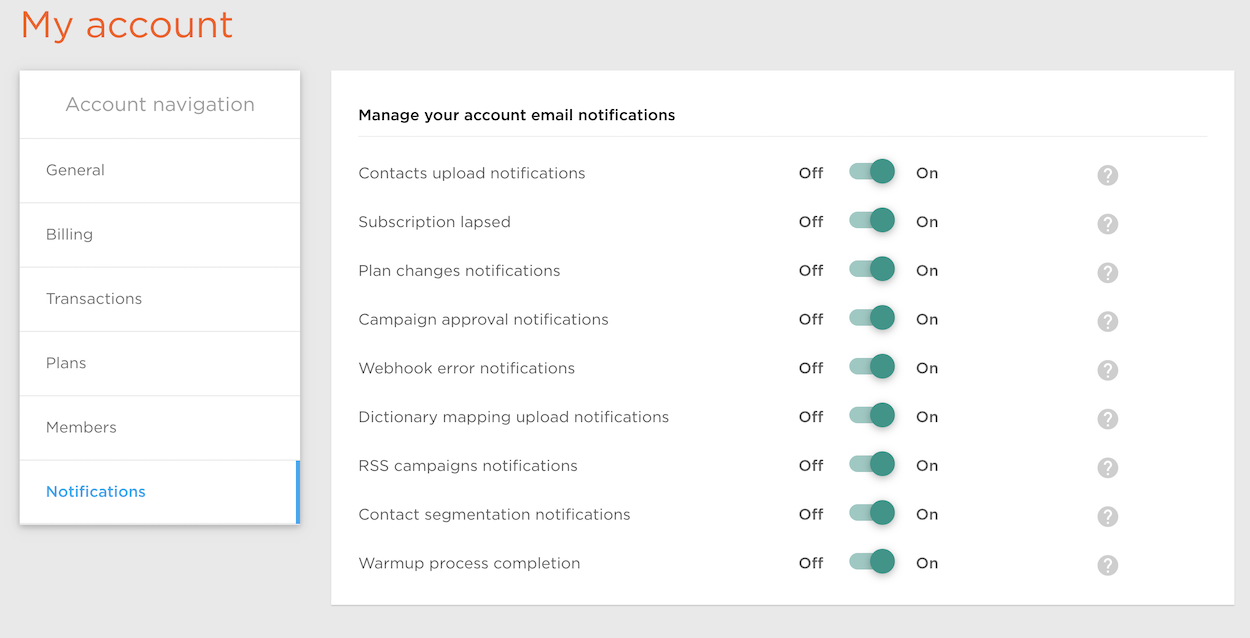 My account
Account navigation
General
Billing
Transactions
Plans
Members
Notifications
Manage your account email notifications
Contacts upload notifications Off On ?
Subscription lapsed Off On ?
Plan changes notifications Off On ?
Campaign approval notifications Off On ?
Webhook error notifications Off On ?
Dictionary mapping upload notifications Off On ?
RSS campaigns notifications Off On ?
Contact segmentation notifications Off On ?
Warmup process completion Off On ?